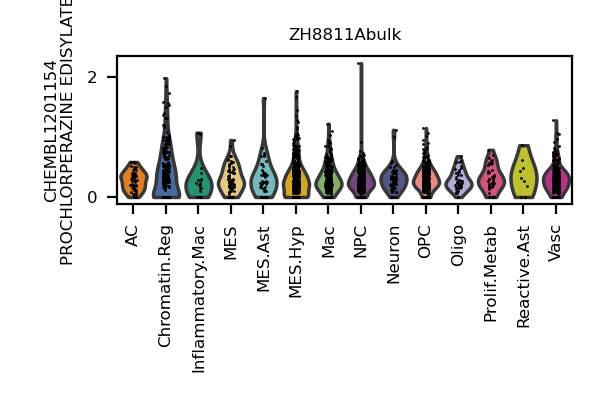 ZH8811Abulk
CHEMBL1201154
PROCHLORPERAZINE EDISYLATE
2
0
AC
Chromatin.Reg
Inflammatory.Mac
MES
MES.Ast
MES.Hyp
Mac
NPC
Neuron
OPC
Oligo
Prolif.Metab
Reactive.Ast
Vasc